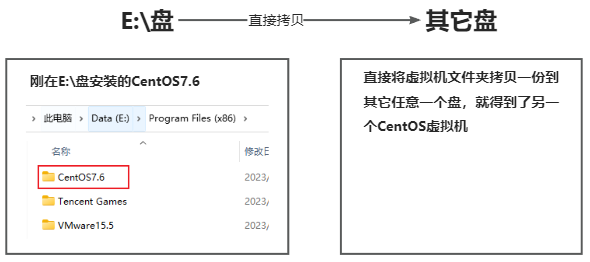 E:\盘
直接拷贝
其它盘
刚在E:\盘安装的CentOS7.6
此电脑 > Data (E:) > Program Files (x86) >
名称
修改日
CentOS7.6
2023/
Tencent Games
2023/
VMware15.5
2023/
直接将虚拟机文件夹拷贝一份到
其它任意一个盘，就得到了另一
个CentOS虚拟机